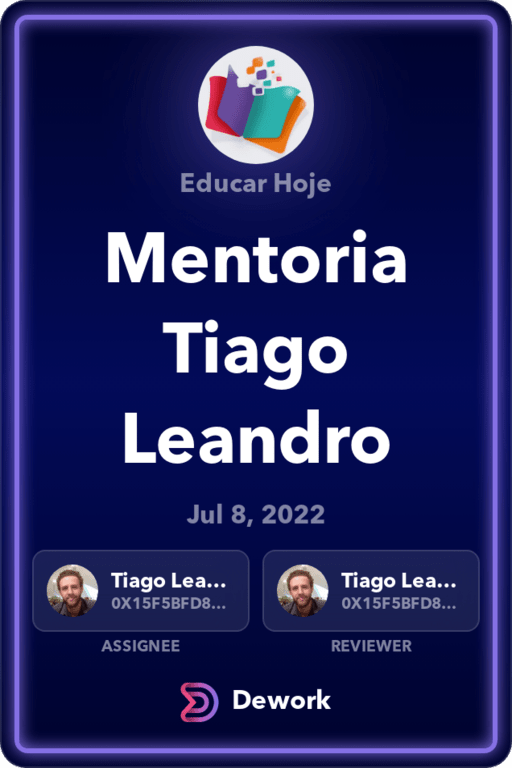 Educar Hoje
Mentoria
Tiago
Leandro
Jul 8, 2022
Tiago Lea...
0X15F5BFD8...
ASSIGNEE
Tiago Lea...
0X15F5BFD8...
REVIEWER
Dework